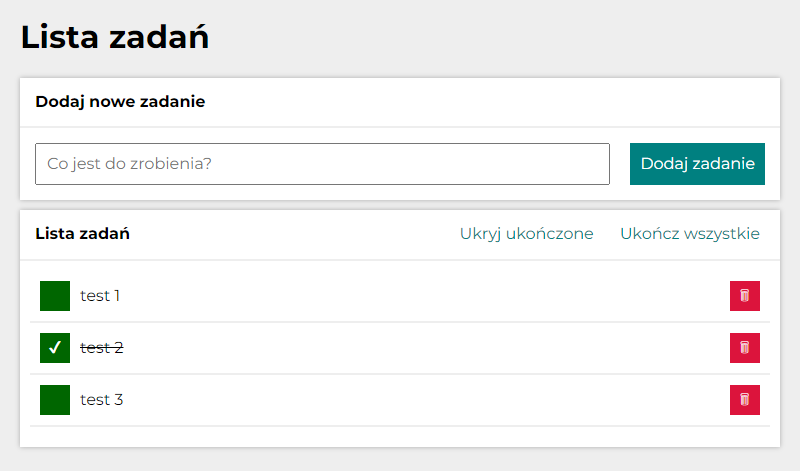 Lista zadań
Dodaj nowe zadanie
Co jest do zrobienia? Dodaj zadanie
Lista zadań Ukryj ukończone Ukończ wszystkie
test 1
test 2
test 3